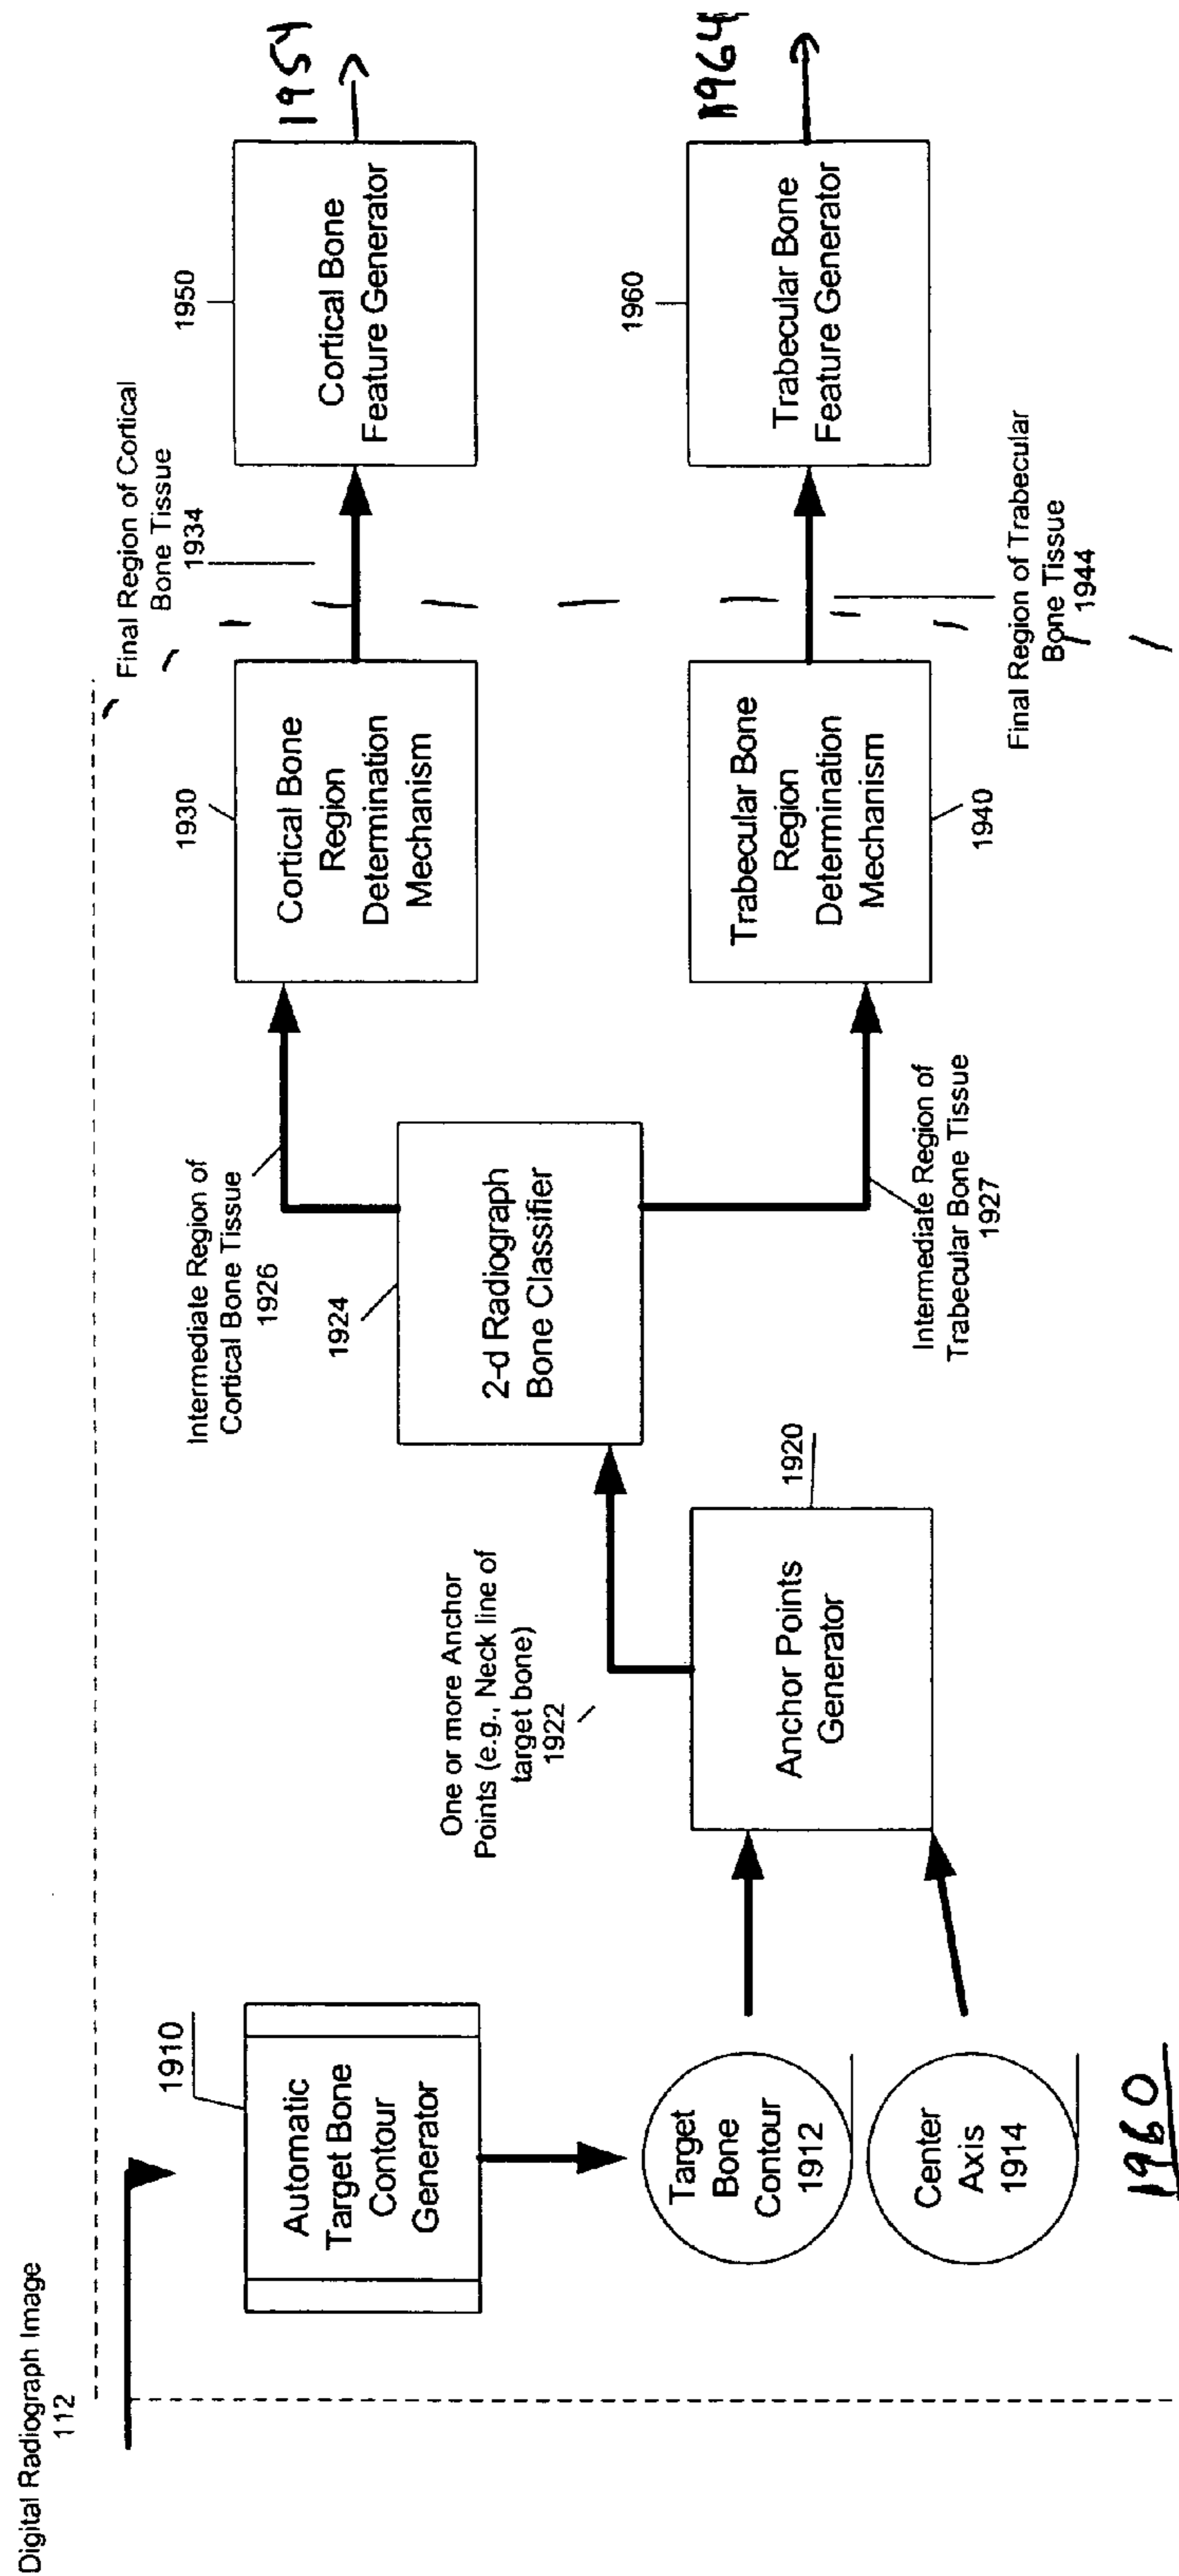 Digital Radiograph Image
112
1910
Automatic
Target Bone
Contour
Generator
Target
Bone
Contour
1912
Center
Axis
1914
1960
One or more Anchor
Points (e.g., Neck line of
target bone)
1922
Anchor Points
Generator
1920
Intermediate Region of
Cortical Bone Tissue
1926
1924
2-d Radiograph
Bone Classifier
Intermediate Region of
Trabecular Bone Tissue
1927
1930
Cortical Bone
Region
Determination
Mechanism
Trabecular Bone
Region
Determination
Mechanism
1940
Final Region of Cortical
Bone Tissue
1934
Final Region of Trabecular
Bone Tissue
1944
1950
Cortical Bone
Feature Generator
1954
1960
Trabecular Bone
Feature Generator
1964